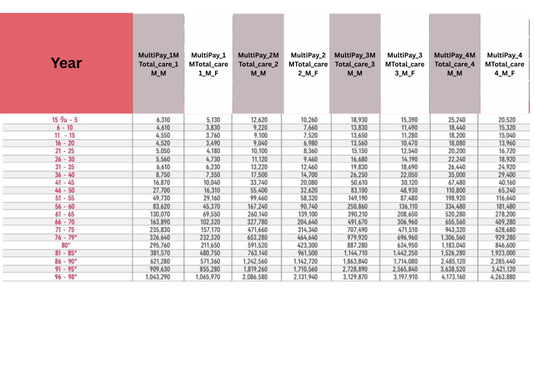 Year MultiPay_1M MultiPay_1 MultiPay_2M MultiPay_2 MultiPay_3M MultiPay_3 MultiPay_4M MultiPay_4
Total_care_1 MTotal_care Total_care_2 MTotal_care Total_care_3 MTotal_care Total_care_4 MTotal_care
M_M 1_M_F M_M 2_M_F M_M 3_M_F M_M 4_M_F
15 วัน - 5 6,310 5,130 12,620 10,260 18,930 15,390 25,240 20,520
6 - 10 4,610 3,830 9,220 7,660 13,830 11,490 18,440 15,320
11 - 15 4,550 3,760 9,100 7,520 13,650 11,280 18,200 15,040
16 - 20 4,520 3,490 9,040 6,980 13,560 10,470 18,080 13,960
21 - 25 5,050 4,180 10,100 8,360 15,150 12,540 20,200 16,720
26 - 30 5,560 4,730 11,120 9,460 16,680 14,190 22,240 18,920
31 - 35 6,610 6,230 13,220 12,460 19,830 18,690 26,440 24,920
36 - 40 8,750 7,350 17,500 14,700 26,250 22,050 35,000 29,400
41 - 45 16,870 10,040 33,740 20,080 50,610 30,120 67,480 40,160
46 - 50 27,700 16,310 55,400 32,620 83,100 48,930 110,800 65,240
51 - 55 49,730 29,160 99,460 58,320 149,190 87,480 198,920 116,640
56 - 60 83,620 45,370 167,240 90,740 250,860 136,110 334,480 181,480
61 - 65 130,070 69,550 260,140 139,100 390,210 208,650 520,280 278,200
66 - 70 163,890 102,320 327,780 204,640 491,670 306,960 655,560 409,280
71 - 75 235,830 157,170 471,660 314,340 707,490 471,510 943,320 628,680
76 - 79* 326,640 232,320 653,280 464,640 979,920 696,960 1,306,560 929,280
80* 295,760 211,650 591,520 423,300 887,280 634,950 1,183,040 846,600
81 - 85* 381,570 480,750 763,140 961,500 1,144,710 1,442,250 1,526,280 1,923,000
86 - 90* 621,280 571,360 1,242,560 1,142,720 1,863,840 1,714,080 2,485,120 2,285,440
91 - 95* 909,630 855,280 1,819,260 1,710,560 2,728,890 2,565,840 3,638,520 3,421,120
96 - 98* 1,043,290 1,065,970 2,086,580 2,131,940 3,129,870 3,197,910 4,173,160 4,263,880